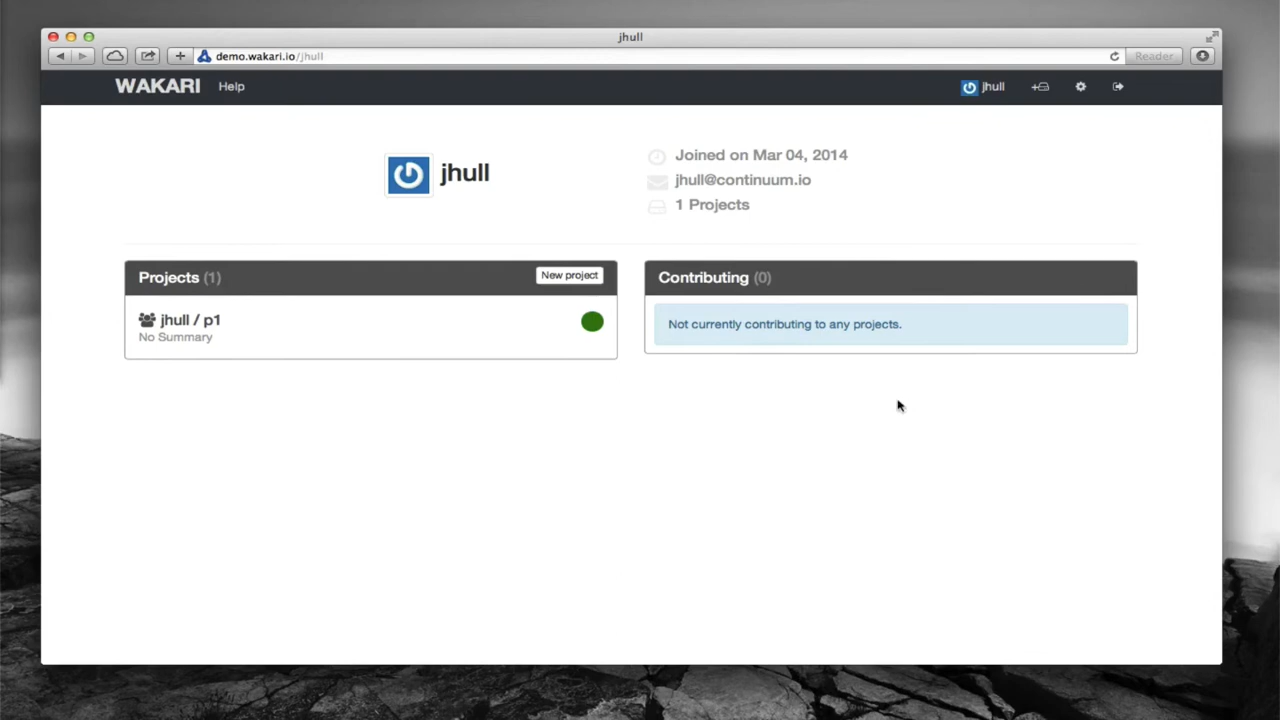 jhull
demo.wakari.io/jhull
Reader
WAKARI
Help
jhull
jhull
Joined on Mar 04, 2014
jhull@continuum.io
1 Projects
Projects (1)
New project
jhull / p1
No Summary
Contributing (0)
Not currently contributing to any projects.